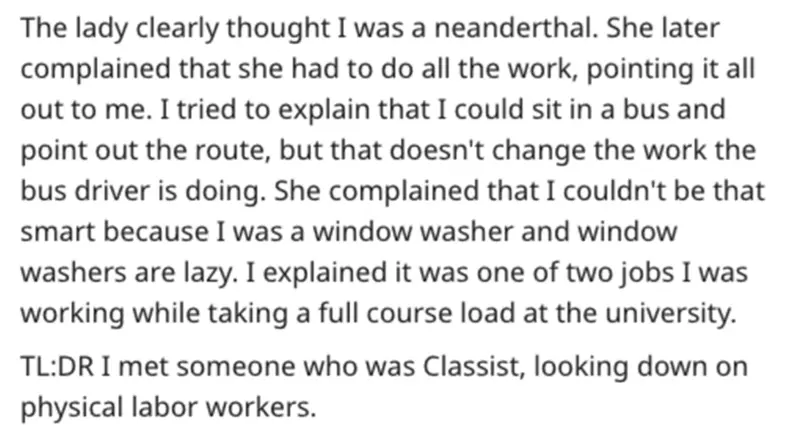 The lady clearly thought I was a neanderthal. She later
complained that she had to do all the work, pointing it all
out to me. I tried to explain that I could sit in a bus and
point out the route, but that doesn't change the work the
bus driver is doing. She complained that I couldn't be that
smart because I was a window washer and window
washers are lazy. I explained it was one of two jobs I was
working while taking a full course load at the university.
TL:DR I met someone who was Classist, looking down on
physical labor workers.